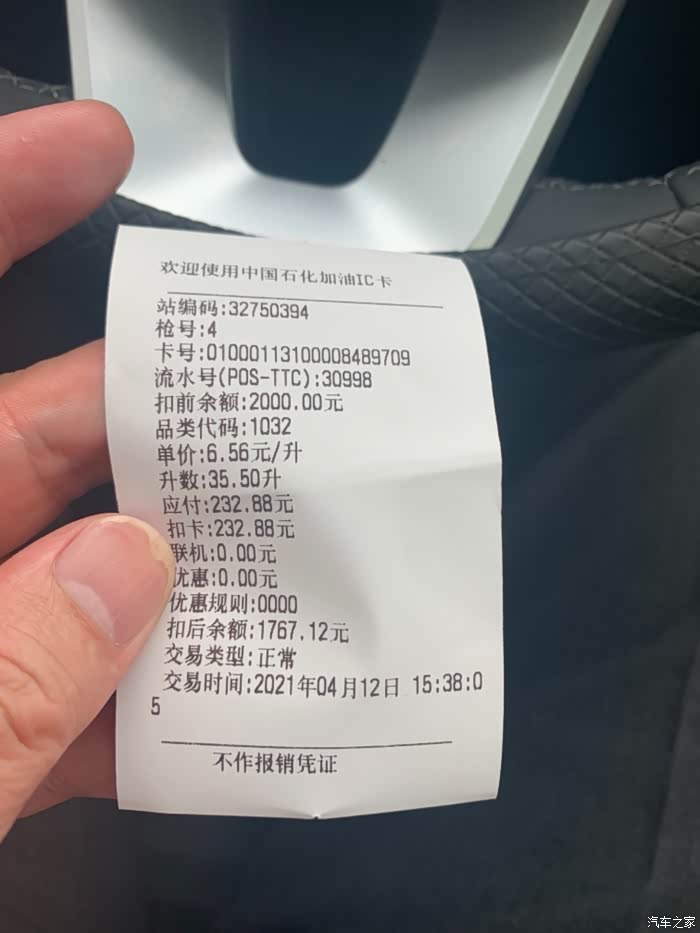 欢迎使用中国石化加油IC卡
站编码:32750394
枪号:4
卡号:01000113100008489709
流水号(POS-TTC):30998
扣前余额:2000.00元
品类代码:1032
单价:6.56元/升
升数:35.50升
应付:232.88元
扣卡:232.88元
联机:0.00元
优惠:0.00元
优惠规则:0000
扣后余额:1767.12元
交易类型:正常
交易时间:2021年04月12日 15:38:0
5
不作报销凭证
汽车之家